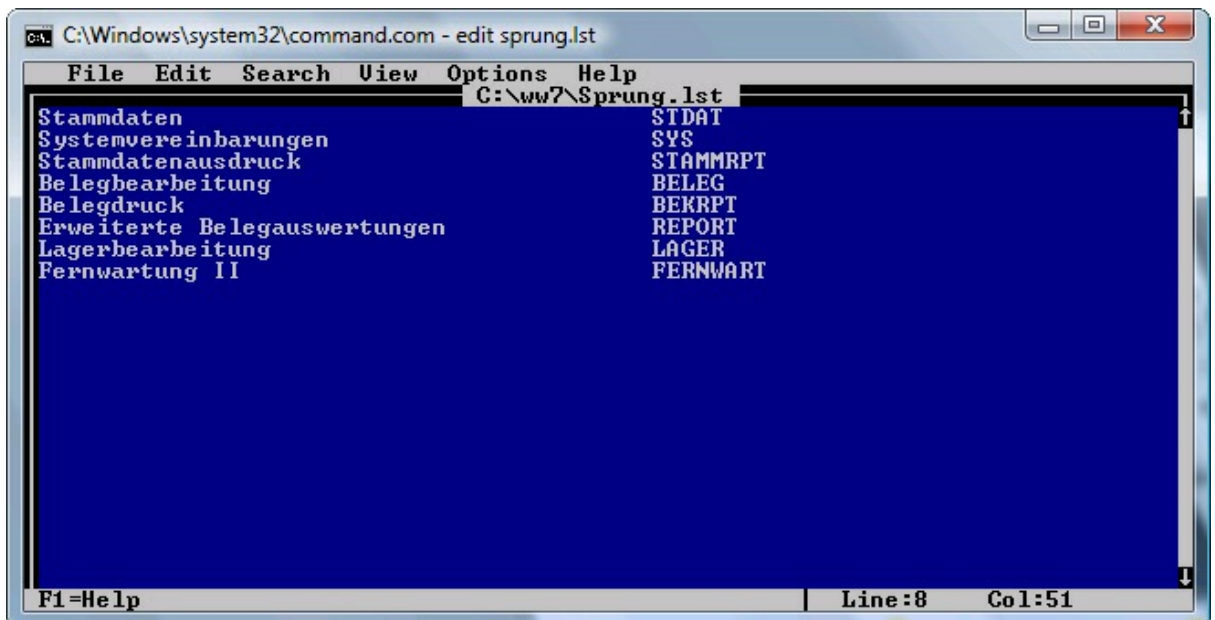 C:\Windows\system32\command.com - edit sprung.lst
File Edit Search View Options Help
C:\ww7\Sprung.lst
Stammdaten STDAT
Systemvereinbarungen SYS
Stammdatenausdruck STAMMRPT
Belegbearbeitung BELEG
Belegdruck BEKRPT
Erweiterte Belegauswertungen REPORT
Lagerbearbeitung LAGER
Fernwartung II FERNWART
F1=Help Line:8 Col:51